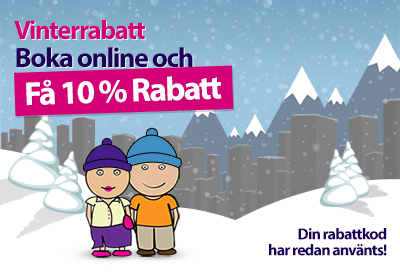 Vinterrabatt
Boka online och
Få 10 % Rabatt
Din rabattkod
har redan använts!